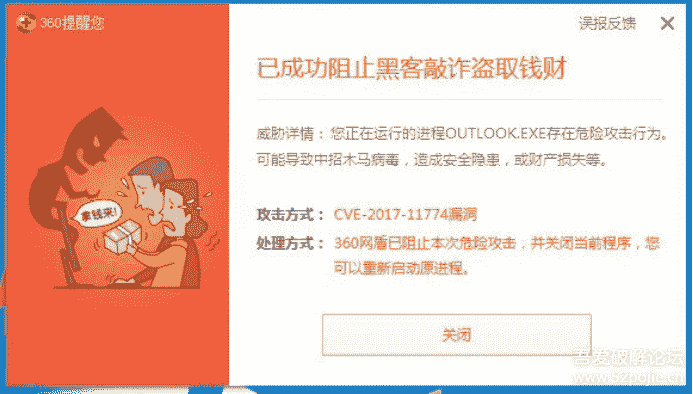 360提醒您
误报反馈
已成功阻止黑客敲诈盗取钱财
威胁详情：您正在运行的进程OUTLOOK.EXE存在危险攻击行为。
可能导致中招木马病毒，造成安全隐患，或财产损失等。
拿钱来!
攻击方式： CVE-2017-11774漏洞
处理方式： 360网盾已阻止本次危险攻击，并关闭当前程序，您
可以重新启动原进程。
关闭
吾爱破解论坛
www.52pojie.cn